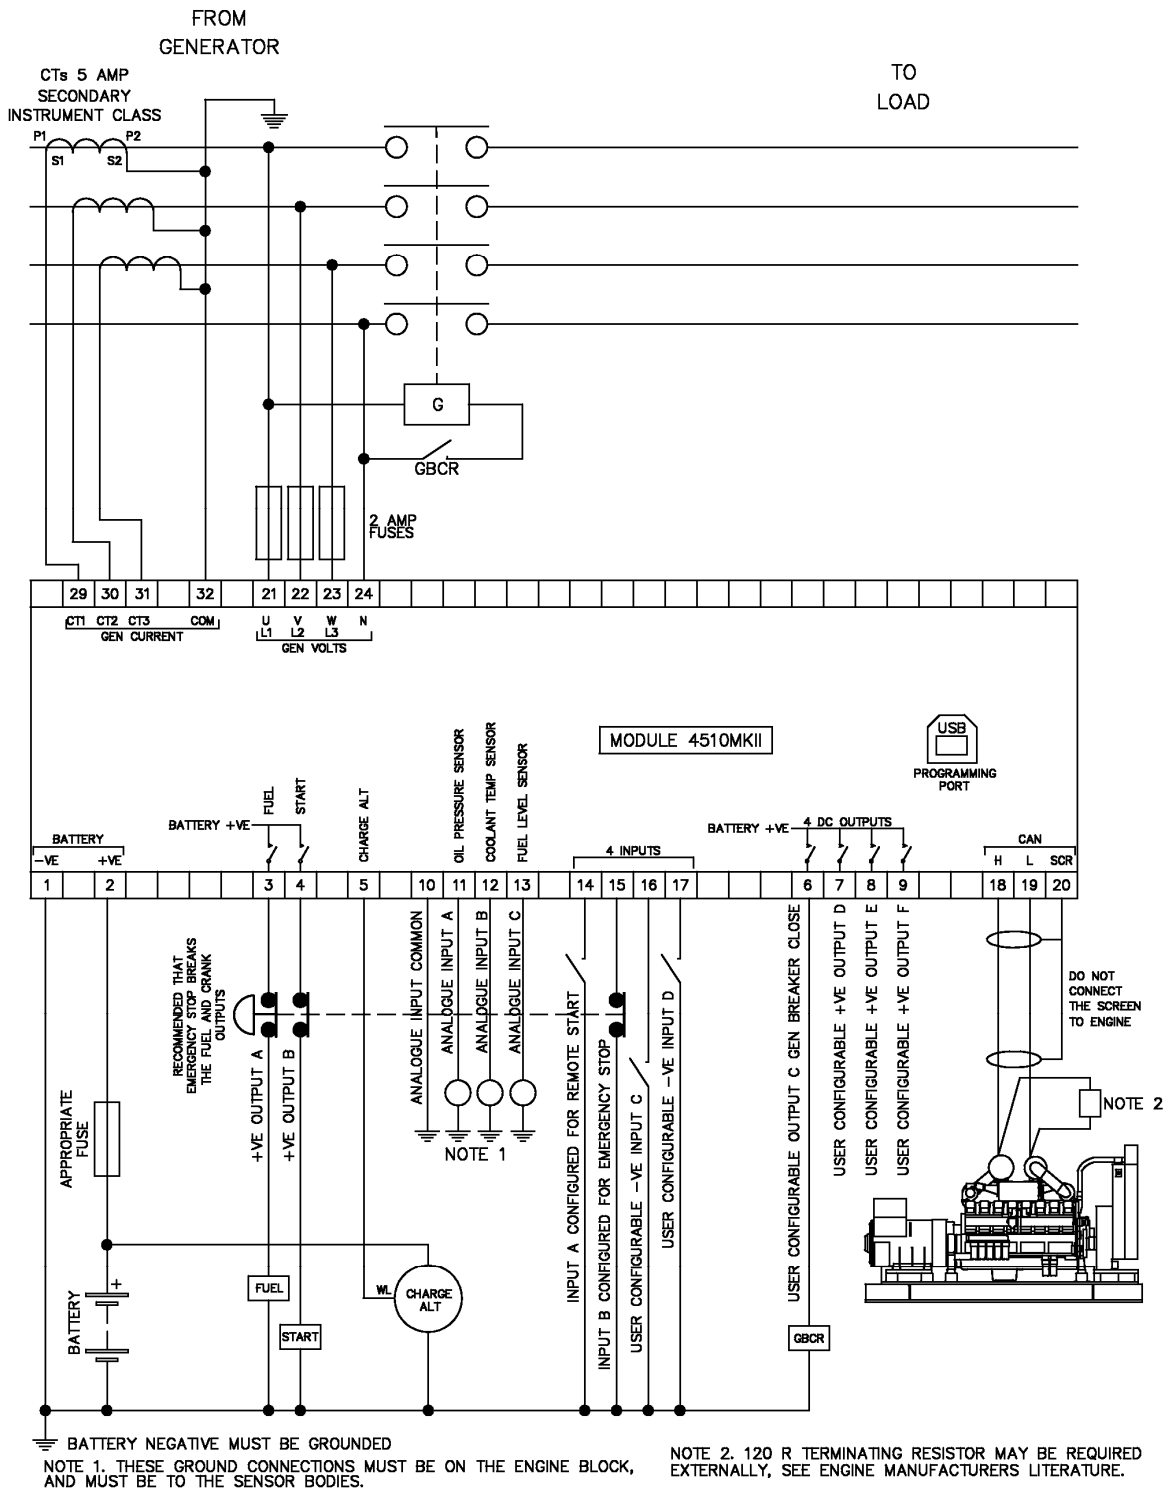 FROM
GENERATOR
CTs 5 AMP
SECONDARY
INSTRUMENT CLASS
TO
LOAD
P1
P2
S1
S2
G
GBCR
2 AMP
FUSES
29 30 31 32 21 22 23 24
CT1 CT2 CT3 COM
GEN CURRENT
U V W N
L1 L2 L3
GEN VOLTS
MODULE 4510MKII
USB
PROGRAMMING
PORT
BATTERY
-VE +VE
BATTERY +VE
FUEL
START
CHARGE ALT
OIL PRESSURE SENSOR
COOLANT TEMP SENSOR
FUEL LEVEL SENSOR
4 INPUTS
BATTERY +VE
4 DC OUTPUTS
CAN
H L SCR
1 2 3 4 5 10 11 12 13 14 15 16 17 6 7 8 9 18 19 20
RECOMMENDED THAT
EMERGENCY STOP BREAKS
THE FUEL AND CRANK
OUTPUTS
+VE OUTPUT A
+VE OUTPUT B
ANALOGUE INPUT COMMON
ANALOGUE INPUT A
ANALOGUE INPUT B
ANALOGUE INPUT C
NOTE 1
INPUT A CONFIGURED FOR REMOTE START
INPUT B CONFIGURED FOR EMERGENCY STOP
USER CONFIGURABLE -VE INPUT C
USER CONFIGURABLE -VE INPUT D
USER CONFIGURABLE OUTPUT C GEN BREAKER CLOSE
USER CONFIGURABLE +VE OUTPUT D
USER CONFIGURABLE +VE OUTPUT E
USER CONFIGURABLE +VE OUTPUT F
DO NOT
CONNECT
THE SCREEN
TO ENGINE
NOTE 2
APPROPRIATE
FUSE
+
BATTERY
FUEL
START
WL
CHARGE
ALT
GBCR
BATTERY NEGATIVE MUST BE GROUNDED
NOTE 1. THESE GROUND CONNECTIONS MUST BE ON THE ENGINE BLOCK,
AND MUST BE TO THE SENSOR BODIES.
NOTE 2. 120 R TERMINATING RESISTOR MAY BE REQUIRED
EXTERNALLY, SEE ENGINE MANUFACTURERS LITERATURE.